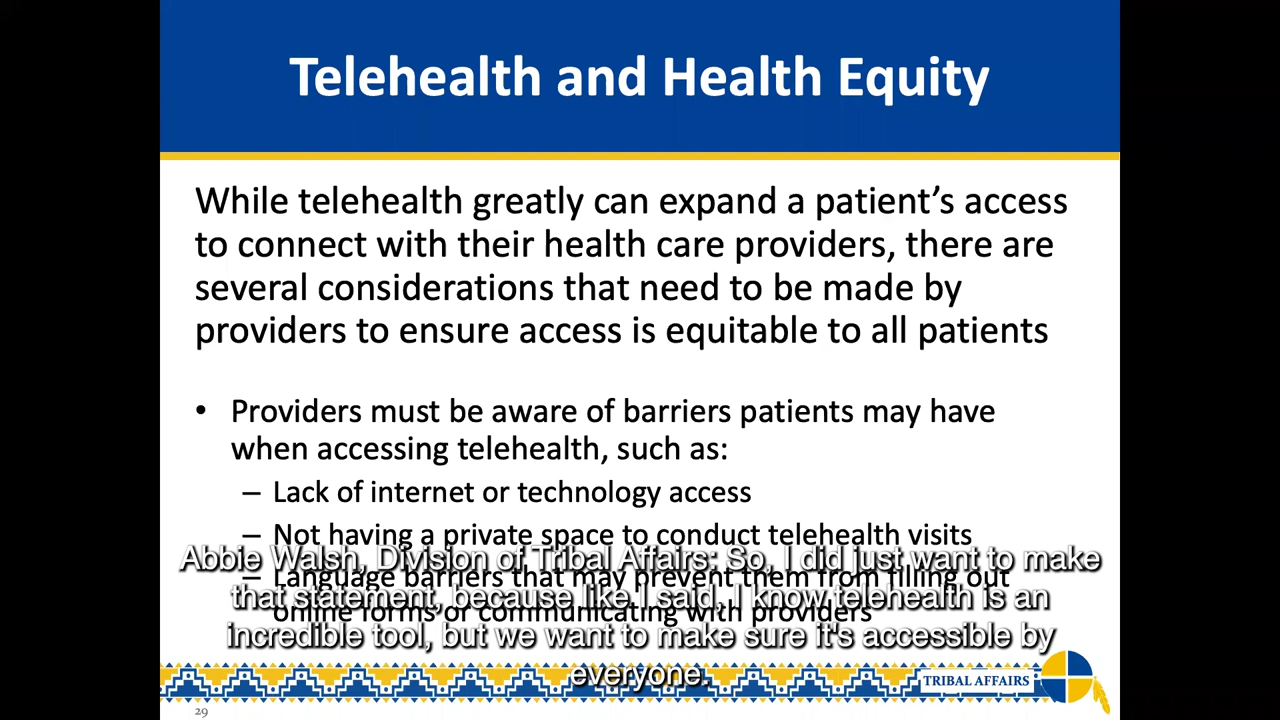 Telehealth and Health Equity
While telehealth greatly can expand a patient’s access
to connect with their health care providers, there are
several considerations that need to be made by
providers to ensure access is equitable to all patients
• Providers must be aware of barriers patients may have
when accessing telehealth, such as:
– Lack of internet or technology access
– Not having a private space to conduct telehealth visits
– Language barriers that may prevent them from filling out
online forms or communicating with providers
Abbie Walsh, Division of Tribal Affairs: So, I did just want to make
that statement, because like I said, I know telehealth is an
incredible tool, but we want to make sure it's accessible by
everyone.
TRIBAL AFFAIRS
29